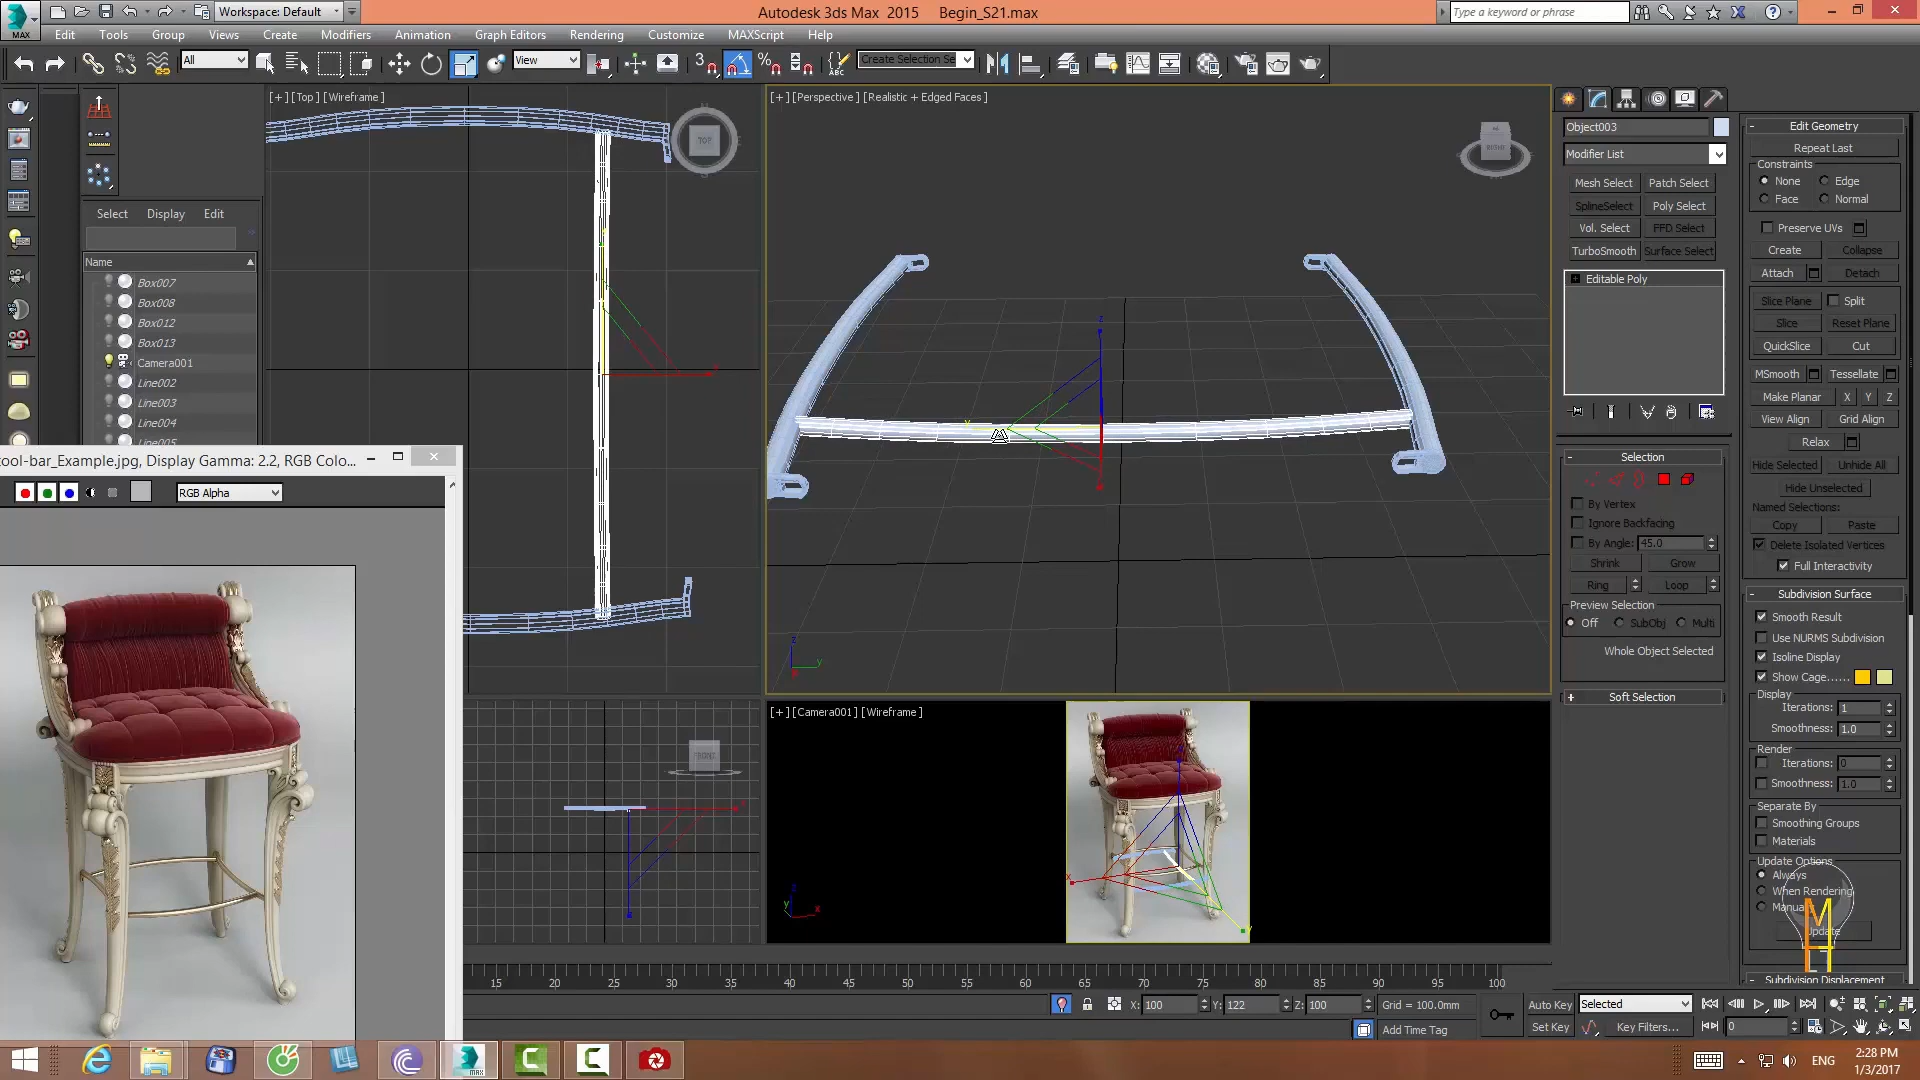 MAX
Workspace: Default
Autodesk 3ds Max  2015    Begin_S21.max
Type a keyword or phrase
Edit
Tools
Group
Views
Create
Modifiers
Animation
Graph Editors
Rendering
Customize
MAXScript
Help
All
View
3
Create Selection Se
[+] [Top] [Wireframe]
TOP
[+] [Perspective] [Realistic + Edged Faces]
Select
Display
Edit
Name
Box007
Box008
Box012
Box013
Camera001
Line002
Line003
Line004
Line005
ool-bar_Example.jpg, Display Gamma: 2.2, RGB Colo...
RGB Alpha
FRONT
[+] [Camera001] [Wireframe]
Object003
Modifier List
Mesh Select
Patch Select
SplineSelect
Poly Select
Vol. Select
FFD Select
TurboSmooth
Surface Select
Editable Poly
Selection
By Vertex
Ignore Backfacing
By Angle: 45.0
Shrink
Grow
Ring
Loop
Preview Selection
Off
SubObj
Multi
Whole Object Selected
Soft Selection
Edit Geometry
Repeat Last
Constraints
None
Edge
Face
Normal
Preserve UVs
Create
Collapse
Attach
Detach
Slice Plane
Split
Slice
Reset Plane
QuickSlice
Cut
MSmooth
Tessellate
Make Planar
X
Y
Z
View Align
Grid Align
Relax
Hide Selected
Unhide All
Hide Unselected
Named Selections:
Copy
Paste
Delete Isolated Vertices
Full Interactivity
Subdivision Surface
Smooth Result
Use NURMS Subdivision
Isoline Display
Show Cage......
Display
Iterations: 1
Smoothness: 1.0
Render
Iterations: 0
Smoothness: 1.0
Separate By
Smoothing Groups
Materials
Update Options
Always
When Rendering
Manua
Update
Subdivision Displacement
15 20 25 30 35 40 45 50 55 60 65 70 75 80 85 90 95 100
X: 100
Y: 122
Z: 100
Grid = 100.0mm
Add Time Tag
Auto Key
Selected
Set Key
Key Filters...
0
MAX
ENG
2:28 PM
1/3/2017